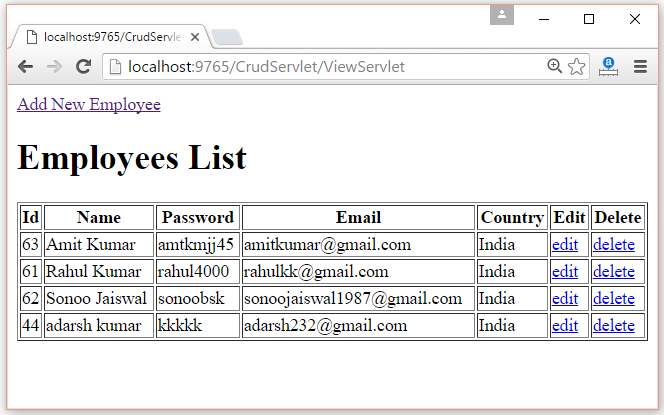 localhost:9765/CrudServle
localhost:9765/CrudServlet/ViewServlet
Add New Employee
Employees List
Id Name Password Email Country Edit Delete
63 Amit Kumar amtkmjj45 amitkumar@gmail.com India edit delete
61 Rahul Kumar rahul4000 rahulkk@gmail.com India edit delete
62 Sonoo Jaiswal sonoobsk sonoojaiswal1987@gmail.com India edit delete
44 adarsh kumar kkkkk adarsh232@gmail.com India edit delete